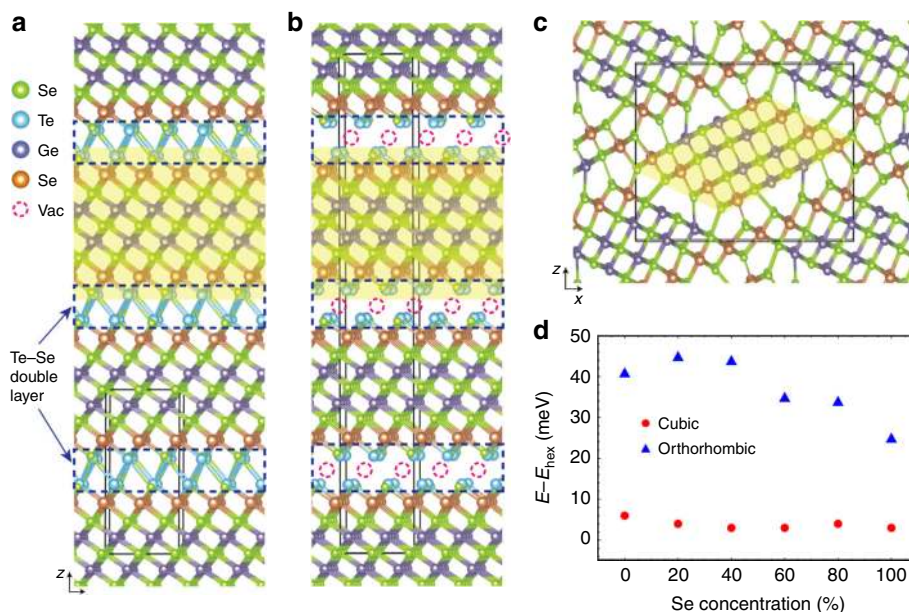 a
b
c
Se
Te
Ge
Se
Vac
Te–Se
double
layer
z
z
x
d
50
40
30
20
10
0
E–E_hex (meV)
Cubic
Orthorhombic
0 20 40 60 80 100
Se concentration (%)